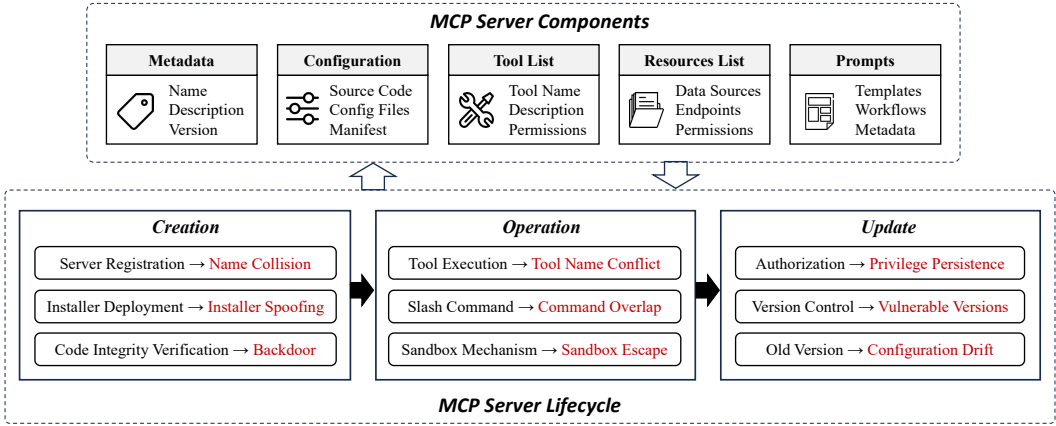 MCP Server Components
Metadata
Name
Description
Version
Configuration
Source Code
Config Files
Manifest
Tool List
Tool Name
Description
Permissions
Resources List
Data Sources
Endpoints
Permissions
Prompts
Templates
Workflows
Metadata
Creation
Server Registration → Name Collision
Installer Deployment → Installer Spoofing
Code Integrity Verification → Backdoor
Operation
Tool Execution → Tool Name Conflict
Slash Command → Command Overlap
Sandbox Mechanism → Sandbox Escape
Update
Authorization → Privilege Persistence
Version Control → Vulnerable Versions
Old Version → Configuration Drift
MCP Server Lifecycle